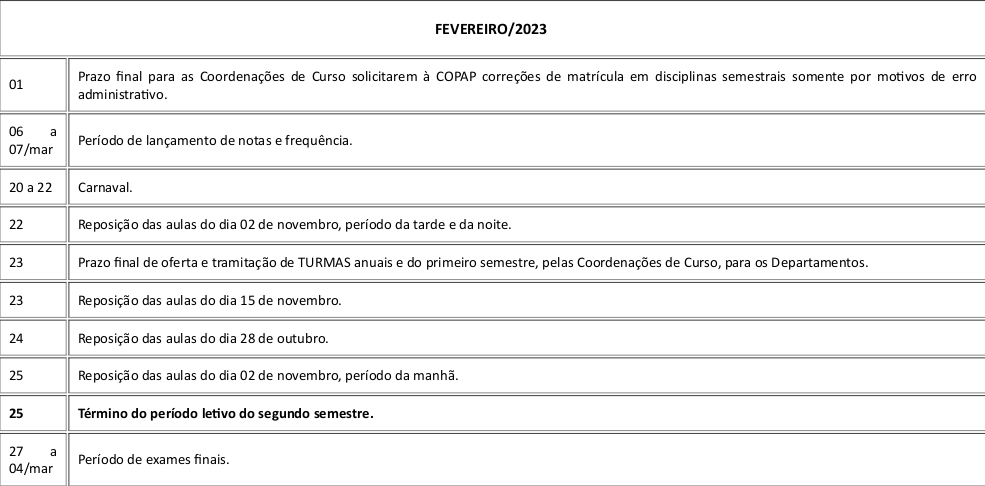 FEVEREIRO/2023
01
Prazo final para as Coordenações de Curso solicitarem à COPAP correções de matrícula em disciplinas semestrais somente por motivos de erro
administrativo.
06 a
07/mar
Período de lançamento de notas e frequência.
20 a 22
Carnaval.
22
Reposição das aulas do dia 02 de novembro, período da tarde e da noite.
23
Prazo final de oferta e tramitação de TURMAS anuais e do primeiro semestre, pelas Coordenações de Curso, para os Departamentos.
23
Reposição das aulas do dia 15 de novembro.
24
Reposição das aulas do dia 28 de outubro.
25
Reposição das aulas do dia 02 de novembro, período da manhã.
25
Término do período letivo do segundo semestre.
27 a
04/mar
Período de exames finais.